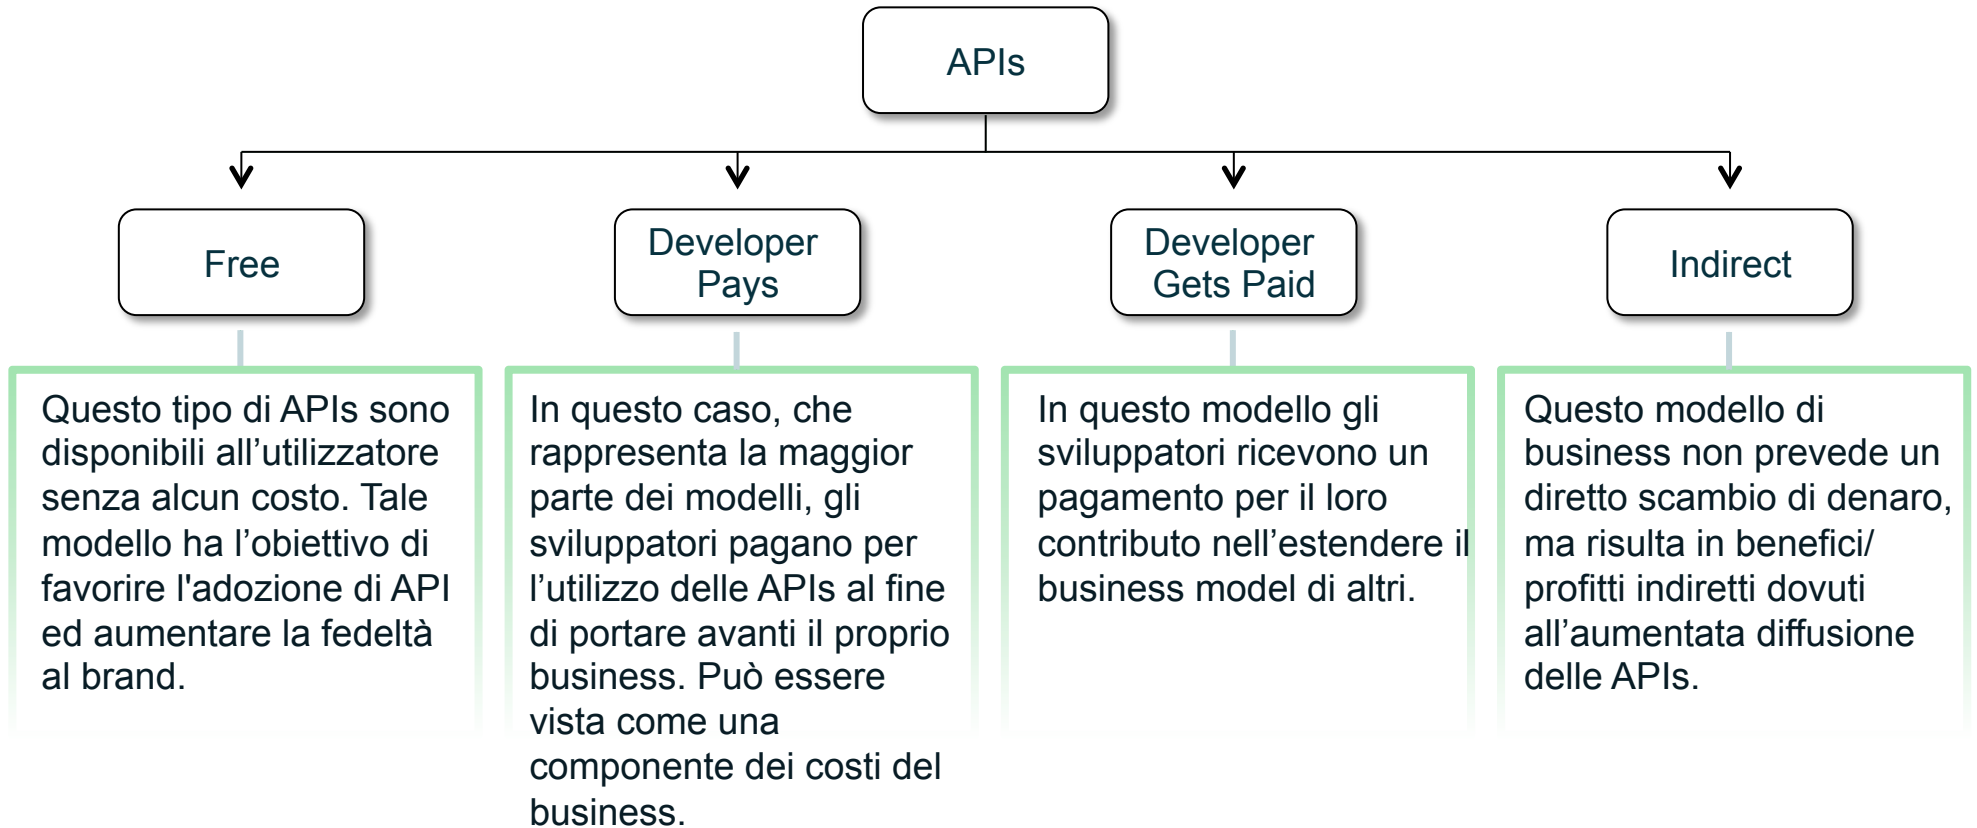 APIs
Free
Developer
Pays
Developer
Gets Paid
Indirect
Questo tipo di APIs sono
disponibili all’utilizzatore
senza alcun costo. Tale
modello ha l’obiettivo di
favorire l'adozione di API
ed aumentare la fedeltà
al brand.
In questo caso, che
rappresenta la maggior
parte dei modelli, gli
sviluppatori pagano per
l’utilizzo delle APIs al fine
di portare avanti il proprio
business. Può essere
vista come una
componente dei costi del
business.
In questo modello gli
sviluppatori ricevono un
pagamento per il loro
contributo nell’estendere il
business model di altri.
Questo modello di
business non prevede un
diretto scambio di denaro,
ma risulta in benefici/
profitti indiretti dovuti
all’aumentata diffusione
delle APIs.